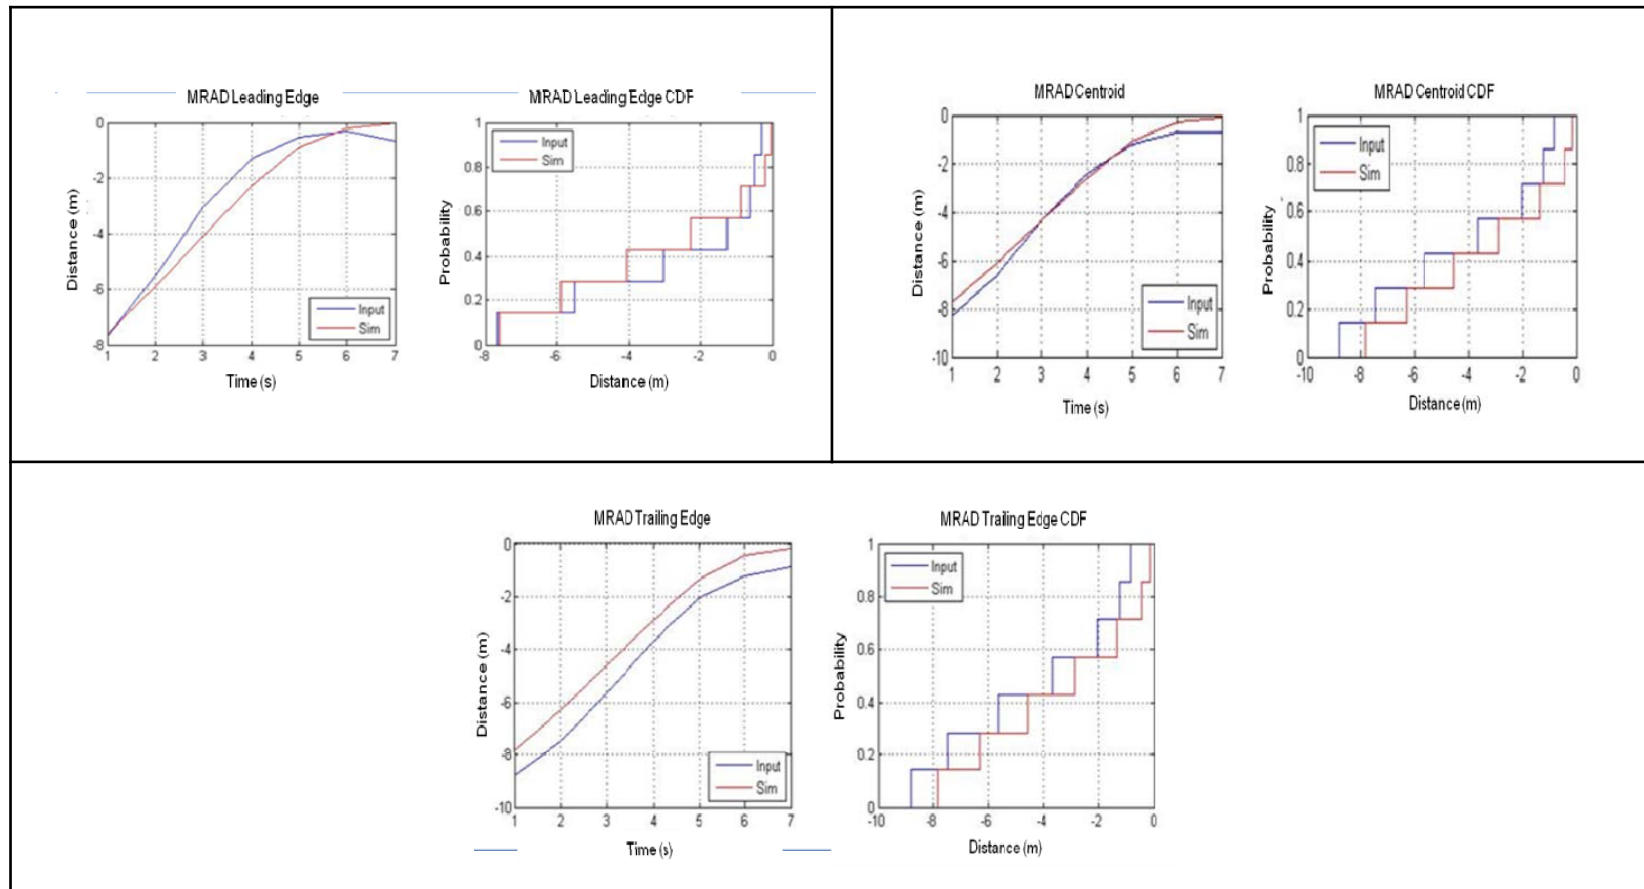 MRAD Leading Edge
0
-2
-4
-6
-8
1 2 3 4 5 6 7
Distance (m)
Time (s)
Input
Sim
MRAD Leading Edge CDF
1
0.8
0.6
0.4
0.2
0
-8 -6 -4 -2 0
Probability
Distance (m)
Input
Sim
MRAD Centroid
0
-2
-4
-6
-8
-10
1 2 3 4 5 6 7
Distance (m)
Time (s)
Input
Sim
MRAD Centroid CDF
1
0.8
0.6
0.4
0.2
0
-10 -8 -6 -4 -2 0
Probability
Distance (m)
Input
Sim
MRAD Trailing Edge
0
-2
-4
-6
-8
-10
1 2 3 4 5 6 7
Distance (m)
Time (s)
Input
Sim
MRAD Trailing Edge CDF
1
0.8
0.6
0.4
0.2
0
-10 -8 -6 -4 -2 0
Probability
Distance (m)
Input
Sim